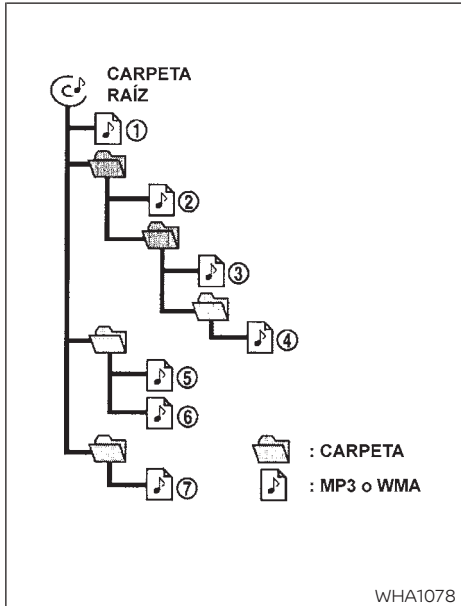 CARPETA
RAÍZ
①
②
③
④
⑤
⑥
⑦
: CARPETA
: MP3 o WMA
WHA1078